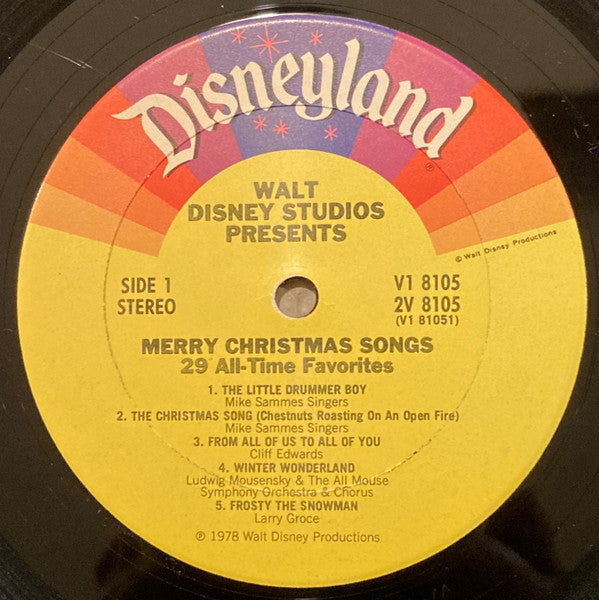 Disneyland
®
WALT
DISNEY STUDIOS
PRESENTS
© Walt Disney Productions
SIDE 1
STEREO
V1 8105
2V 8105
(V1 81051)
MERRY CHRISTMAS SONGS
29 All-Time Favorites
1. THE LITTLE DRUMMER BOY
Mike Sammes Singers
2. THE CHRISTMAS SONG (Chestnuts Roasting On An Open Fire)
Mike Sammes Singers
3. FROM ALL OF US TO ALL OF YOU
Cliff Edwards
4. WINTER WONDERLAND
Ludwig Mousensky & The All Mouse
Symphony Orchestra & Chorus
5. FROSTY THE SNOWMAN
Larry Groce
℗ 1978 Walt Disney Productions